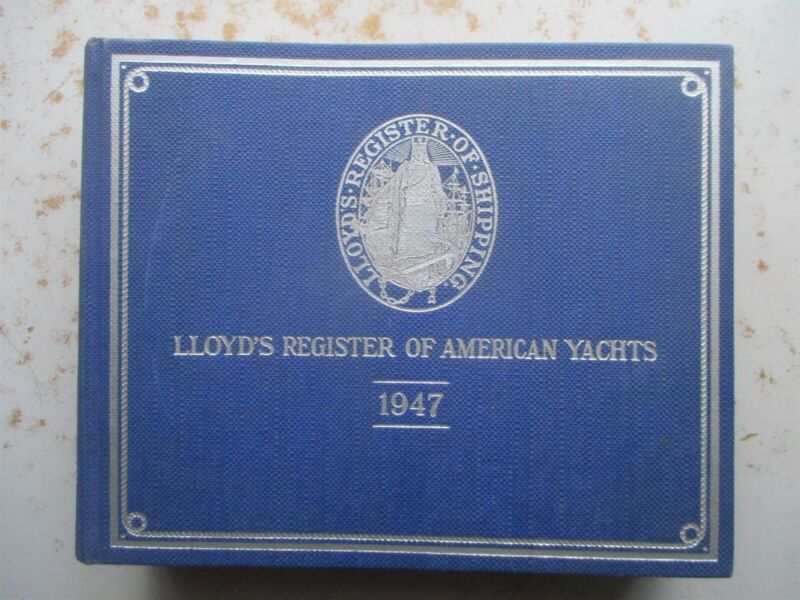 LLOYD'S·REGISTER·OF·SHIPPING.
LLOYD'S REGISTER OF AMERICAN YACHTS
1947